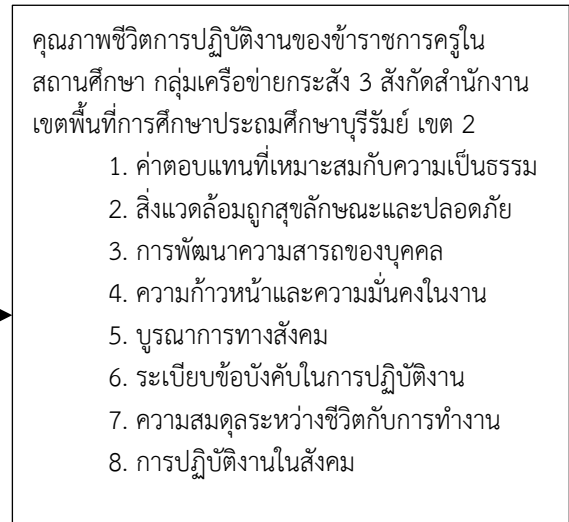 คุณภาพชีวิตการปฏิบัติงานของข้าราชการครูใน
สถานศึกษา กลุ่มเครือข่ายกระสัง 3 สังกัดสำนักงาน
เขตพื้นที่การศึกษาประถมศึกษาบุรีรัมย์ เขต 2
1. ค่าตอบแทนที่เหมาะสมกับความเป็นธรรม
2. สิ่งแวดล้อมถูกสุขลักษณะและปลอดภัย
3. การพัฒนาความสารถของบุคคล
4. ความก้าวหน้าและความมั่นคงในงาน
5. บูรณาการทางสังคม
6. ระเบียบข้อบังคับในการปฏิบัติงาน
7. ความสมดุลระหว่างชีวิตกับการทำงาน
8. การปฏิบัติงานในสังคม